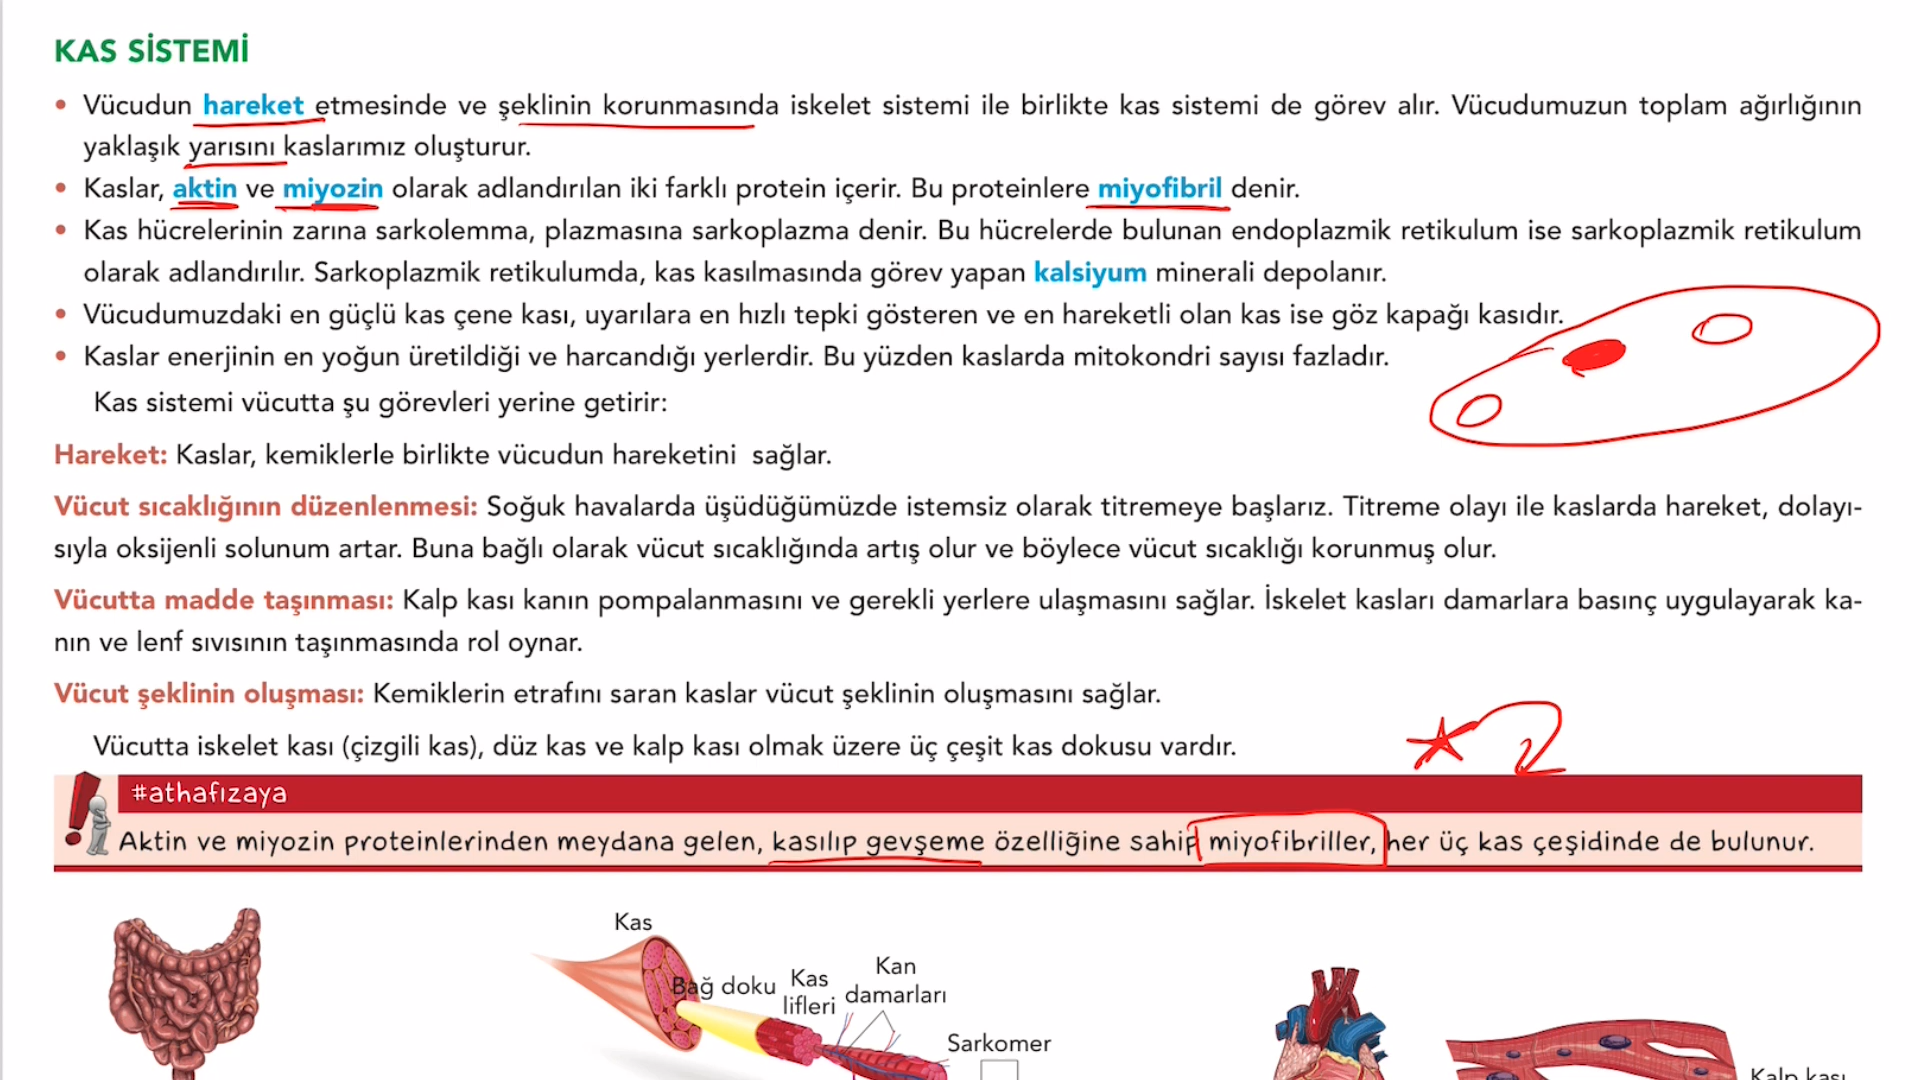 KAS SİSTEMİ
• Vücudun hareket etmesinde ve şeklinin korunmasında iskelet sistemi ile birlikte kas sistemi de görev alır. Vücudumuzun toplam ağırlığının
yaklaşık yarısını kaslarımız oluşturur.
• Kaslar, aktin ve miyozin olarak adlandırılan iki farklı protein içerir. Bu proteinlere miyofibril denir.
• Kas hücrelerinin zarına sarkolemma, plazmasına sarkoplazma denir. Bu hücrelerde bulunan endoplazmik retikulum ise sarkoplazmik retikulum
olarak adlandırılır. Sarkoplazmik retikulumda, kas kasılmasında görev yapan kalsiyum minerali depolanır.
• Vücudumuzdaki en güçlü kas çene kası, uyarılara en hızlı tepki gösteren ve en hareketli olan kas ise göz kapağı kasıdır.
• Kaslar enerjinin en yoğun üretildiği ve harcandığı yerlerdir. Bu yüzden kaslarda mitokondri sayısı fazladır.
Kas sistemi vücutta şu görevleri yerine getirir:
Hareket: Kaslar, kemiklerle birlikte vücudun hareketini sağlar.
Vücut sıcaklığının düzenlenmesi: Soğuk havalarda üşüdüğümüzde istemsiz olarak titremeye başlarız. Titreme olayı ile kaslarda hareket, dolayı-
sıyla oksijenli solunum artar. Buna bağlı olarak vücut sıcaklığında artış olur ve böylece vücut sıcaklığı korunmuş olur.
Vücutta madde taşınması: Kalp kası kanın pompalanmasını ve gerekli yerlere ulaşmasını sağlar. İskelet kasları damarlara basınç uygulayarak ka-
nın ve lenf sıvısının taşınmasında rol oynar.
Vücut şeklinin oluşması: Kemiklerin etrafını saran kaslar vücut şeklinin oluşmasını sağlar.
Vücutta iskelet kası (çizgili kas), düz kas ve kalp kası olmak üzere üç çeşit kas dokusu vardır.
#athafızaya
Aktin ve miyozin proteinlerinden meydana gelen, kasılıp gevşeme özelliğine sahip miyofibriller, her üç kas çeşidinde de bulunur.
Kas
Bağ doku
Kas
lifleri
Kan
damarları
Sarkomer
Kalp kası